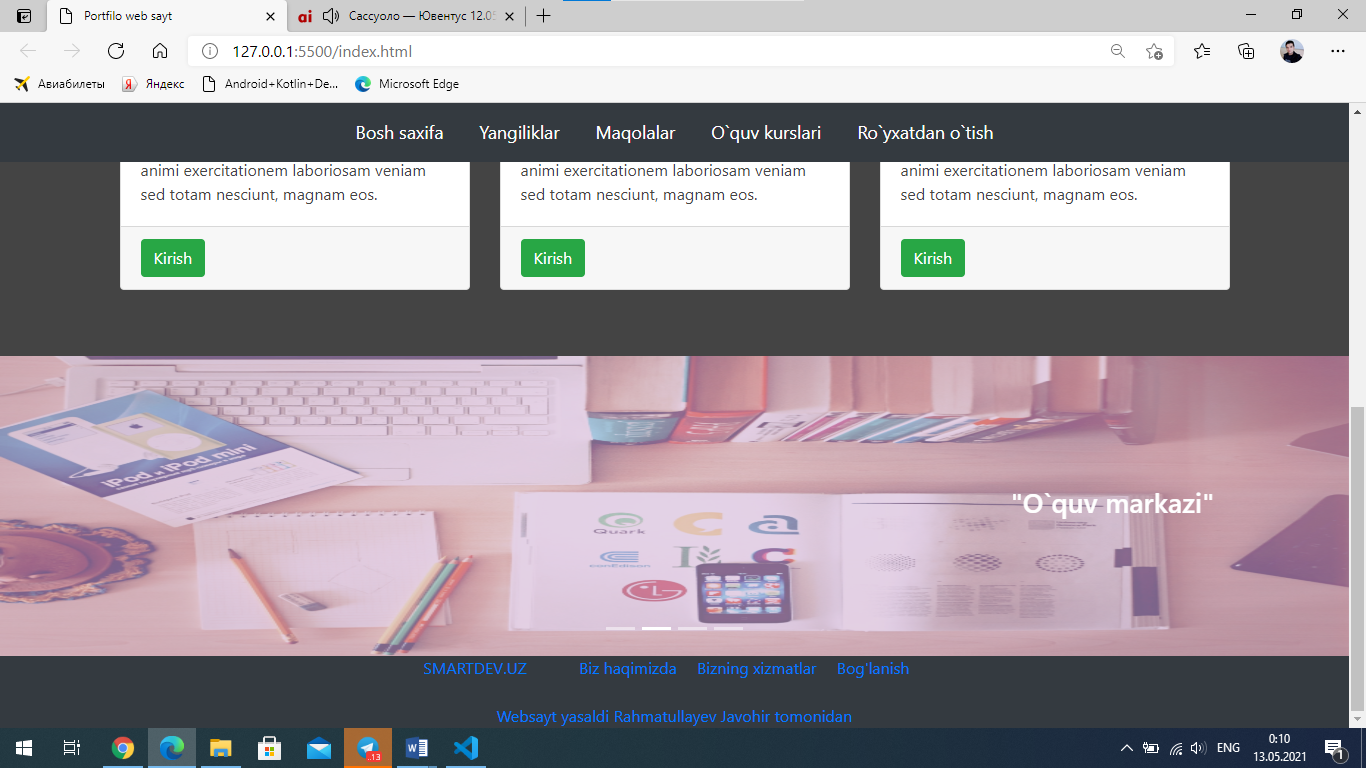 Portfilo web sayt
ai
Сассуоло — Ювентус 12.05
127.0.0.1:5500/index.html
Авиабилеты
Я
Яндекс
Android+Kotlin+De...
Microsoft Edge
Bosh saxifa Yangiliklar Maqolalar O`quv kurslari Ro`yxatdan o`tish
animi exercitationem laboriosam veniam
sed totam nesciunt, magnam eos.
Kirish
animi exercitationem laboriosam veniam
sed totam nesciunt, magnam eos.
Kirish
animi exercitationem laboriosam veniam
sed totam nesciunt, magnam eos.
Kirish
iPod и iPod mini
Quark
conEdison
LG
"O`quv markazi"
SMARTDEV.UZ Biz haqimizda Bizning xizmatlar Bog'lanish
Websayt yasaldi Rahmatullayev Javohir tomonidan
..13
W
ENG
0:10
13.05.2021
1